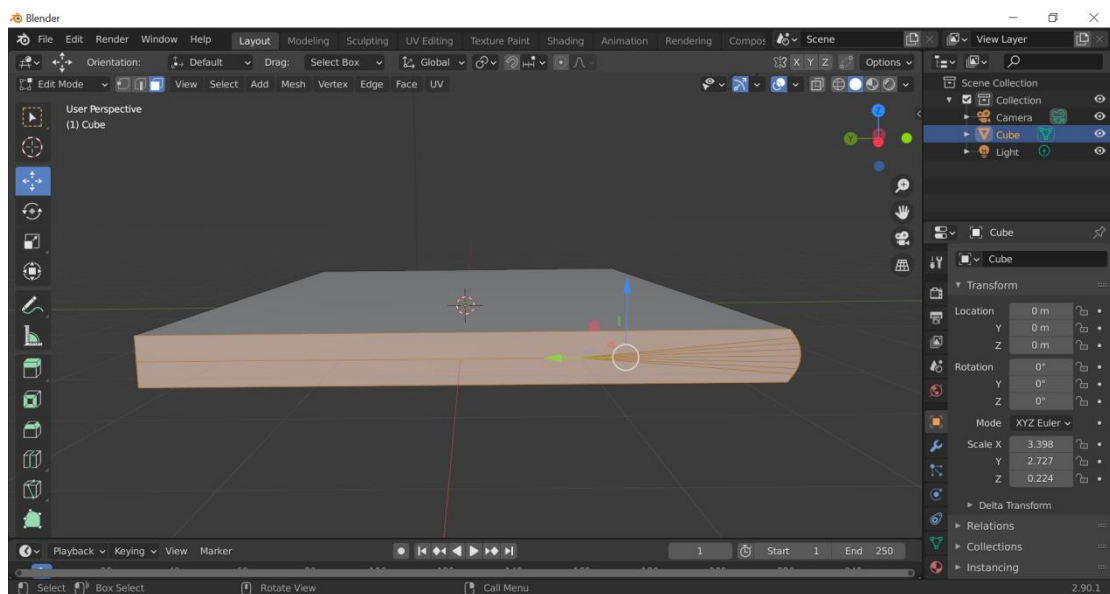 Blender
File Edit Render Window Help Layout Modeling Sculpting UV Editing Texture Paint Shading Animation Rendering Compos Scene View Layer
Orientation: Default Drag: Select Box Global X Y Z Options
Edit Mode View Select Add Mesh Vertex Edge Face UV
User Perspective
(1) Cube
Z
Y
Scene Collection
Collection
Camera
Cube
Light
Cube
Cube
Transform
Location 0 m
Y 0 m
Z 0 m
Rotation 0°
Y 0°
Z 0°
Mode XYZ Euler
Scale X 3.398
Y 2.727
Z 0.224
Delta Transform
Relations
Collections
Instancing
Playback Keying View Marker 1 Start 1 End 250
Select Box Select Rotate View Call Menu 2.90.1